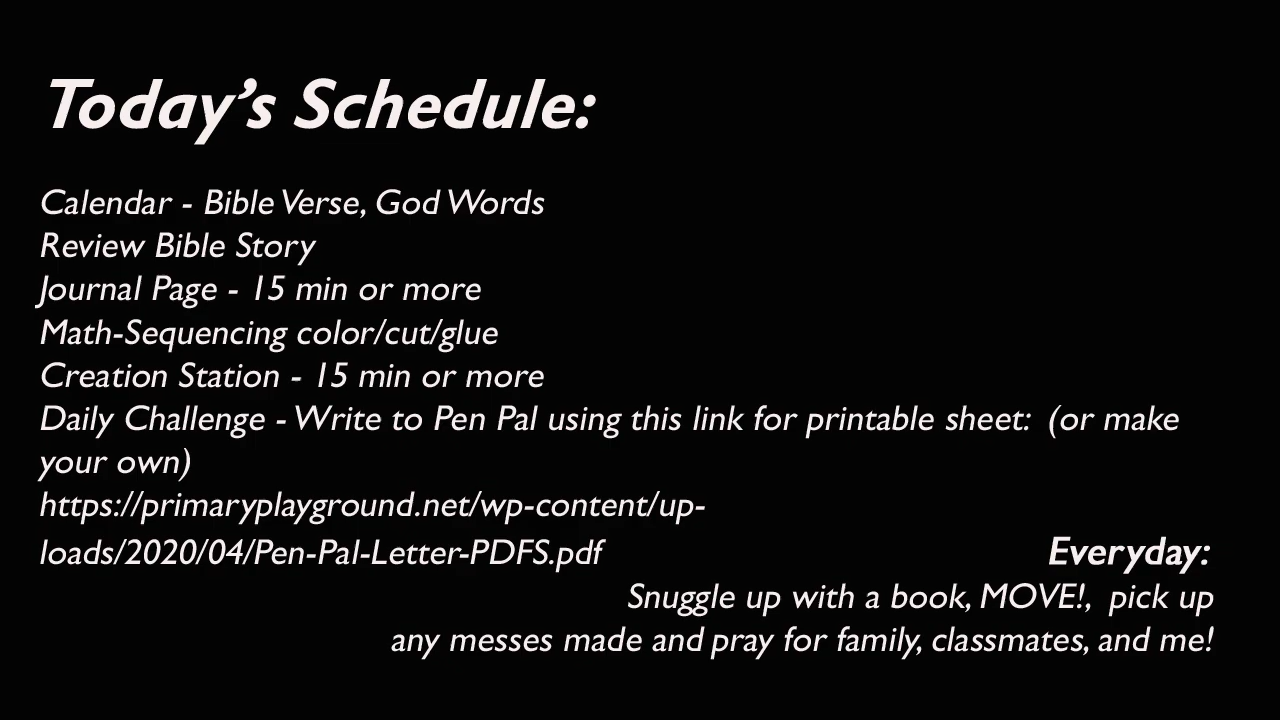 Today's Schedule:
Calendar - Bible Verse, God Words
Review Bible Story
Journal Page - 15 min or more
Math-Sequencing color/cut/glue
Creation Station - 15 min or more
Daily Challenge - Write to Pen Pal using this link for printable sheet:  (or make
your own)
https://primaryplayground.net/wp-content/up-
loads/2020/04/Pen-Pal-Letter-PDFS.pdf
Everyday:
Snuggle up with a book, MOVE!,  pick up
any messes made and pray for family, classmates, and me!